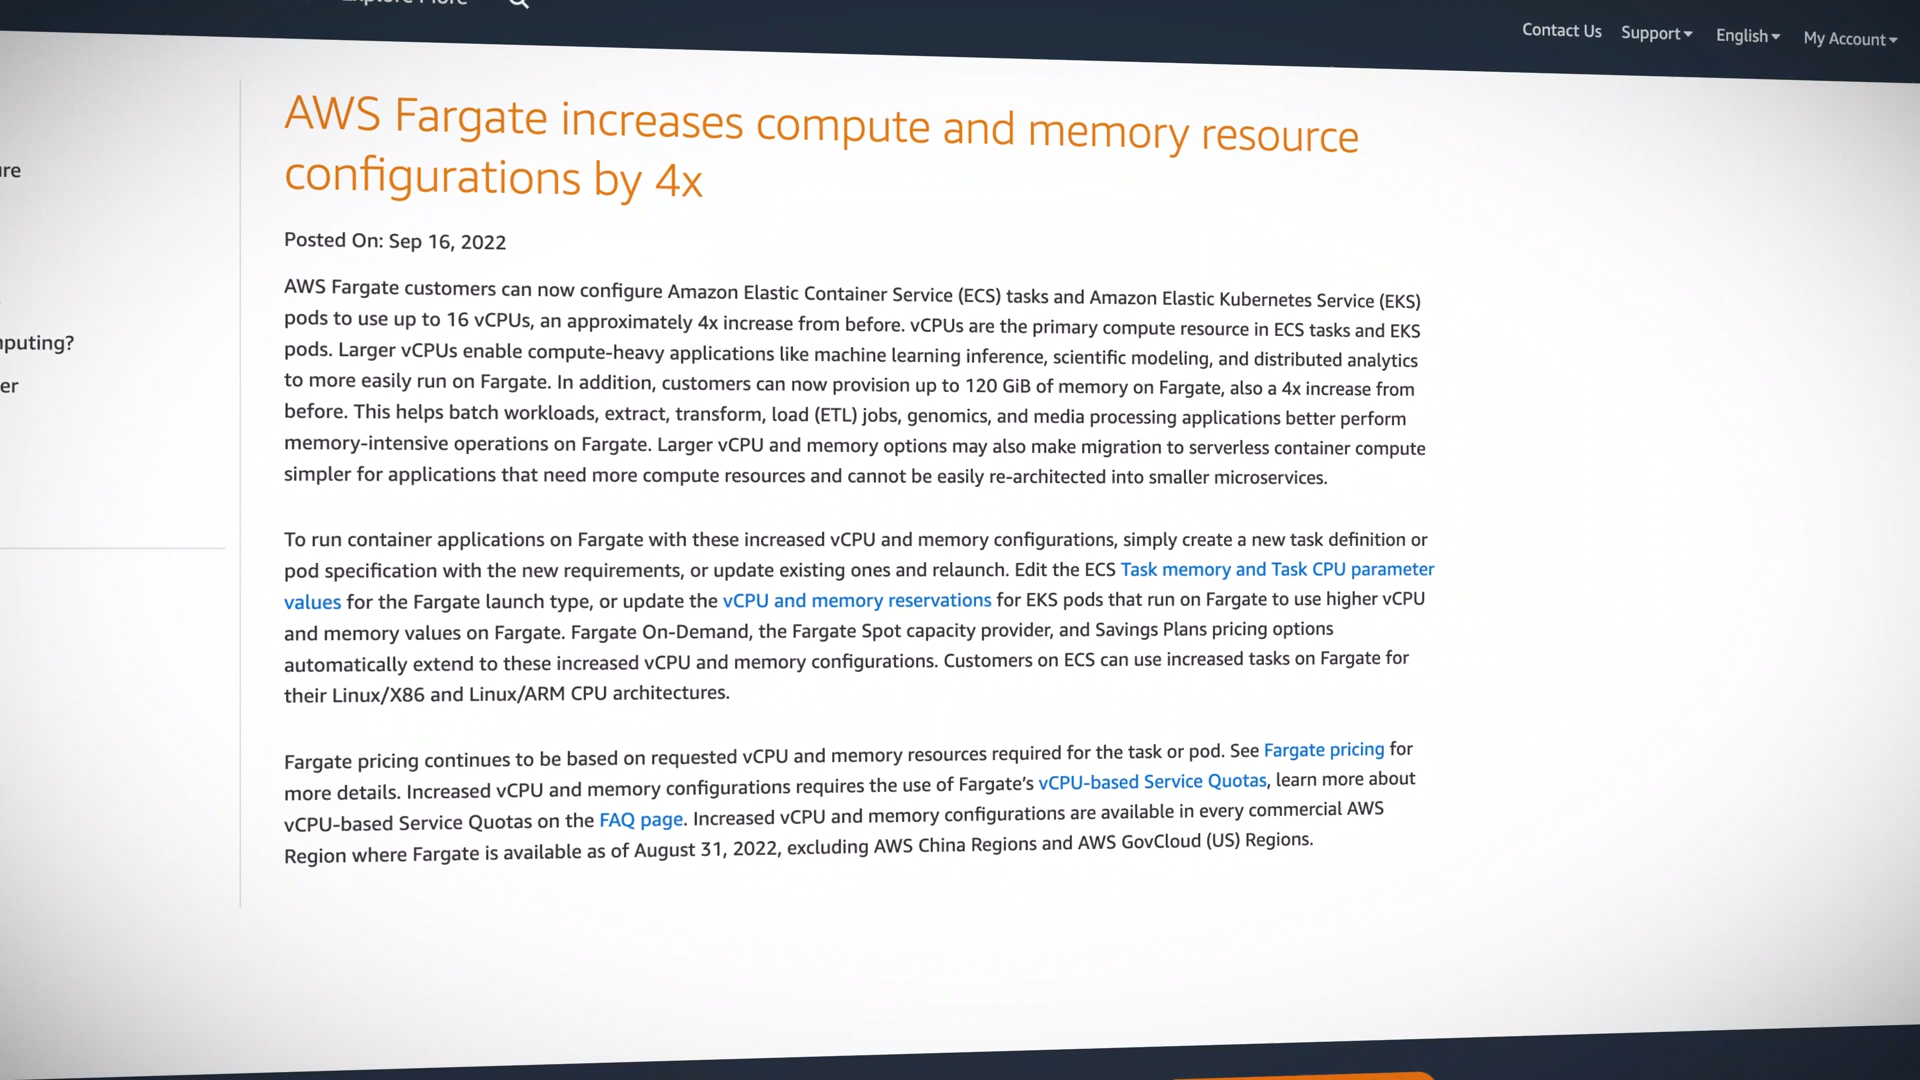 Contact Us Support English My Account
AWS Fargate increases compute and memory resource
configurations by 4x
Posted On: Sep 16, 2022
AWS Fargate customers can now configure Amazon Elastic Container Service (ECS) tasks and Amazon Elastic Kubernetes Service (EKS)
pods to use up to 16 vCPUs, an approximately 4x increase from before. vCPUs are the primary compute resource in ECS tasks and EKS
pods. Larger vCPUs enable compute-heavy applications like machine learning inference, scientific modeling, and distributed analytics
to more easily run on Fargate. In addition, customers can now provision up to 120 GiB of memory on Fargate, also a 4x increase from
before. This helps batch workloads, extract, transform, load (ETL) jobs, genomics, and media processing applications better perform
memory-intensive operations on Fargate. Larger vCPU and memory options may also make migration to serverless container compute
simpler for applications that need more compute resources and cannot be easily re-architected into smaller microservices.
To run container applications on Fargate with these increased vCPU and memory configurations, simply create a new task definition or
pod specification with the new requirements, or update existing ones and relaunch. Edit the ECS Task memory and Task CPU parameter
values for the Fargate launch type, or update the vCPU and memory reservations for EKS pods that run on Fargate to use higher vCPU
and memory values on Fargate. Fargate On-Demand, the Fargate Spot capacity provider, and Savings Plans pricing options
automatically extend to these increased vCPU and memory configurations. Customers on ECS can use increased tasks on Fargate for
their Linux/X86 and Linux/ARM CPU architectures.
Fargate pricing continues to be based on requested vCPU and memory resources required for the task or pod. See Fargate pricing for
more details. Increased vCPU and memory configurations requires the use of Fargate's vCPU-based Service Quotas, learn more about
vCPU-based Service Quotas on the FAQ page. Increased vCPU and memory configurations are available in every commercial AWS
Region where Fargate is available as of August 31, 2022, excluding AWS China Regions and AWS GovCloud (US) Regions.